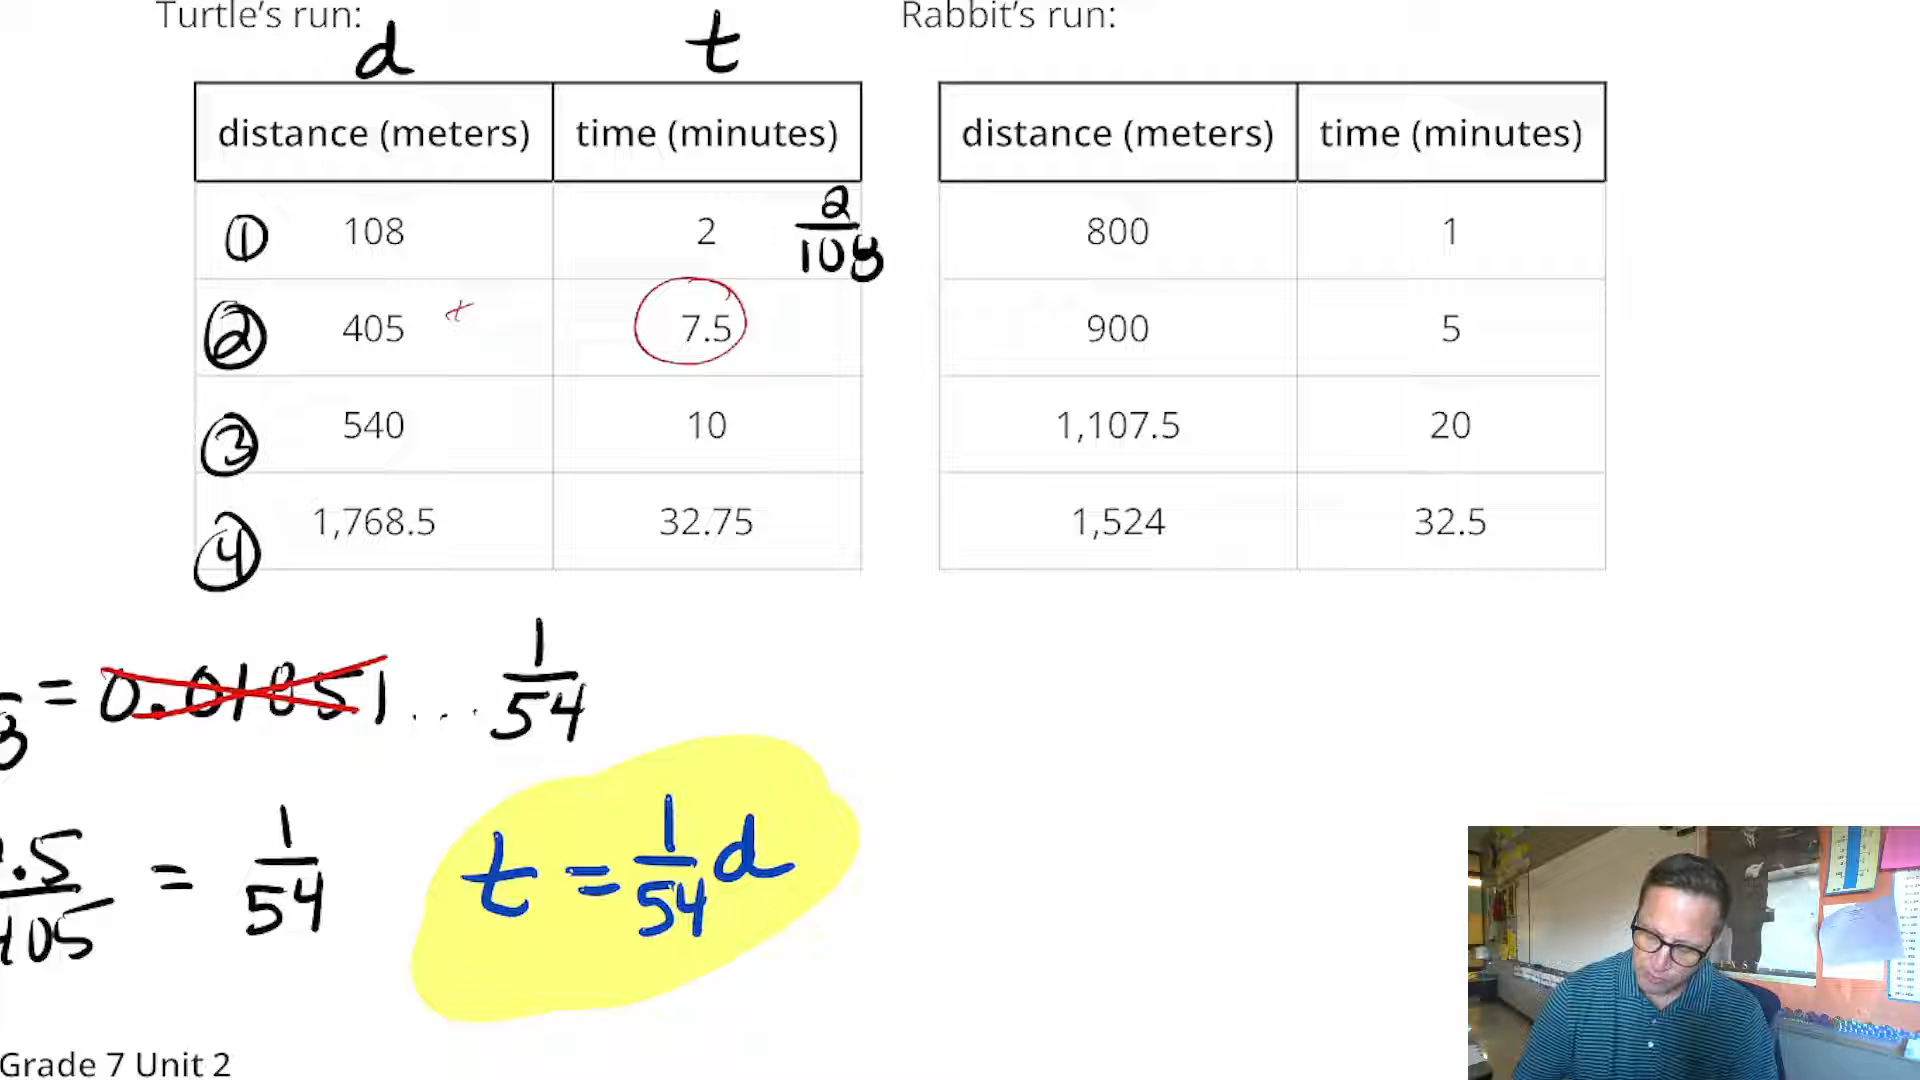 Turtle's run:
d t
distance (meters) time (minutes)
① 108 2 2/108
② 405 7.5
③ 540 10
④ 1,768.5 32.75
Rabbit's run:
distance (meters) time (minutes)
800 1
900 5
1,107.5 20
1,524 32.5
= 0.01851... 1/54
.5/405 = 1/54
t = 1/54 d
Grade 7 Unit 2